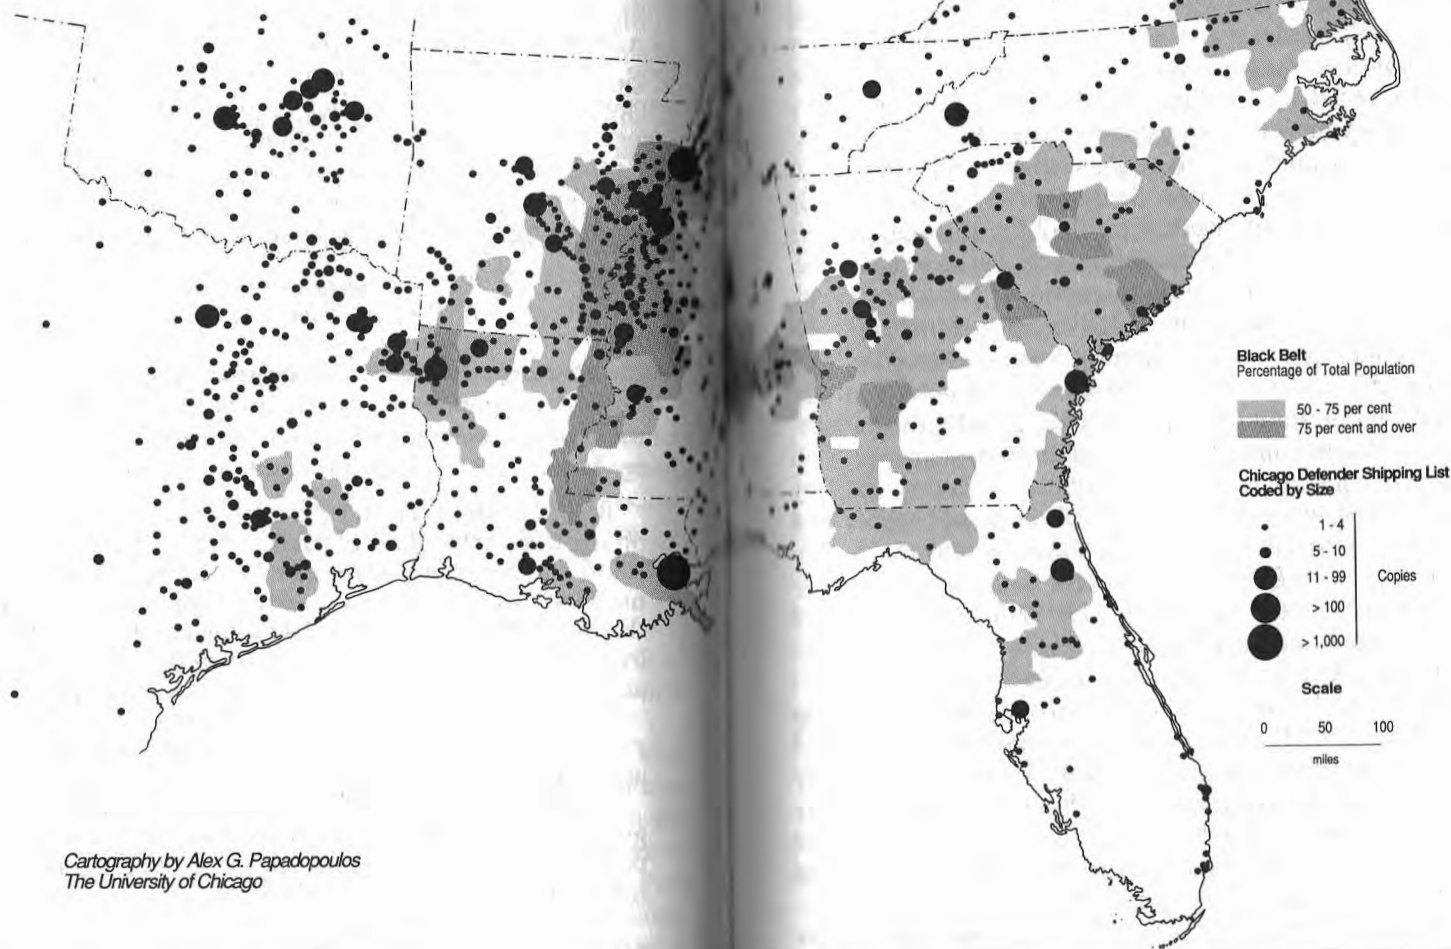 Black Belt
Percentage of Total Population
50 - 75 per cent
75 per cent and over
Chicago Defender Shipping List
Coded by Size
1 - 4
5 - 10
11 - 99
> 100
> 1,000
Copies
Scale
0 50 100
miles
Cartography by Alex G. Papadopoulos
The University of Chicago